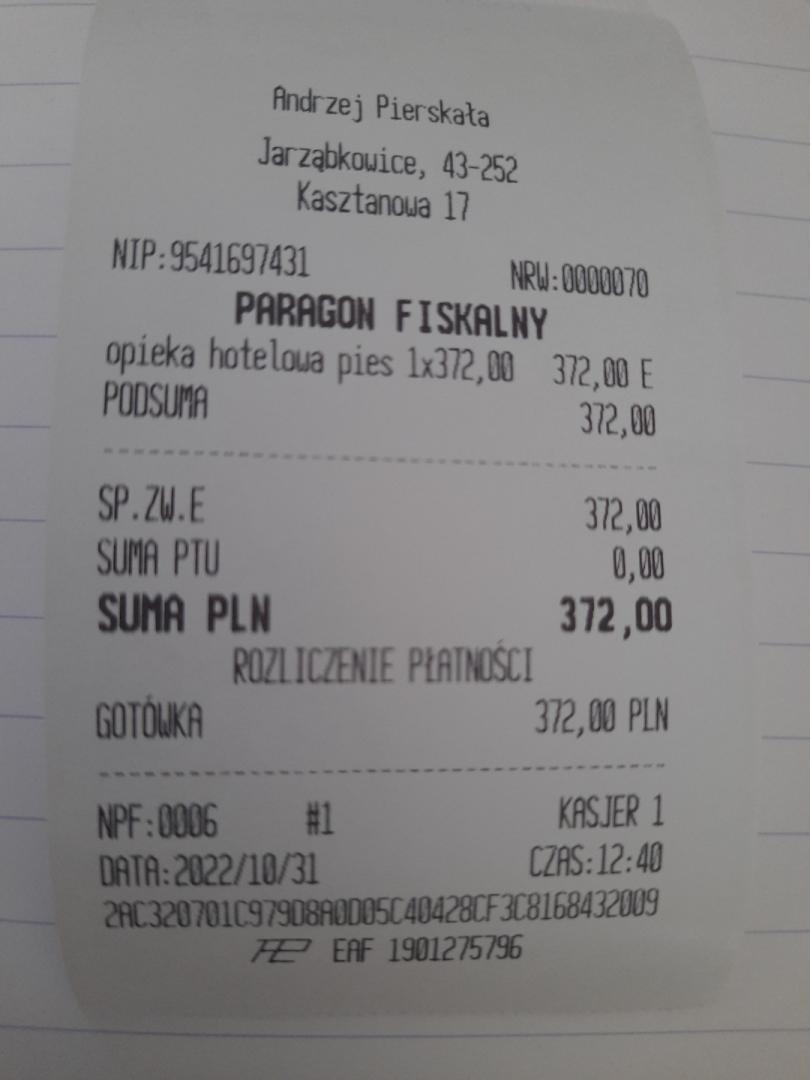 Andrzej Pierskała
Jarząbkowice, 43-252
Kasztanowa 17
NIP:9541697431 NRW:0000070
PARAGON FISKALNY
opieka hotelowa pies 1x372,00 372,00 E
PODSUMA 372,00
SP.ZW.E 372,00
SUMA PTU 0,00
SUMA PLN 372,00
ROZLICZENIE PŁATNOŚCI
GOTÓWKA 372,00 PLN
NPF:0006 #1 KASJER 1
DATA:2022/10/31 CZAS:12:40
2AC320701C979D8A0D05C40428CF3C8168432009
EAF 1901275796